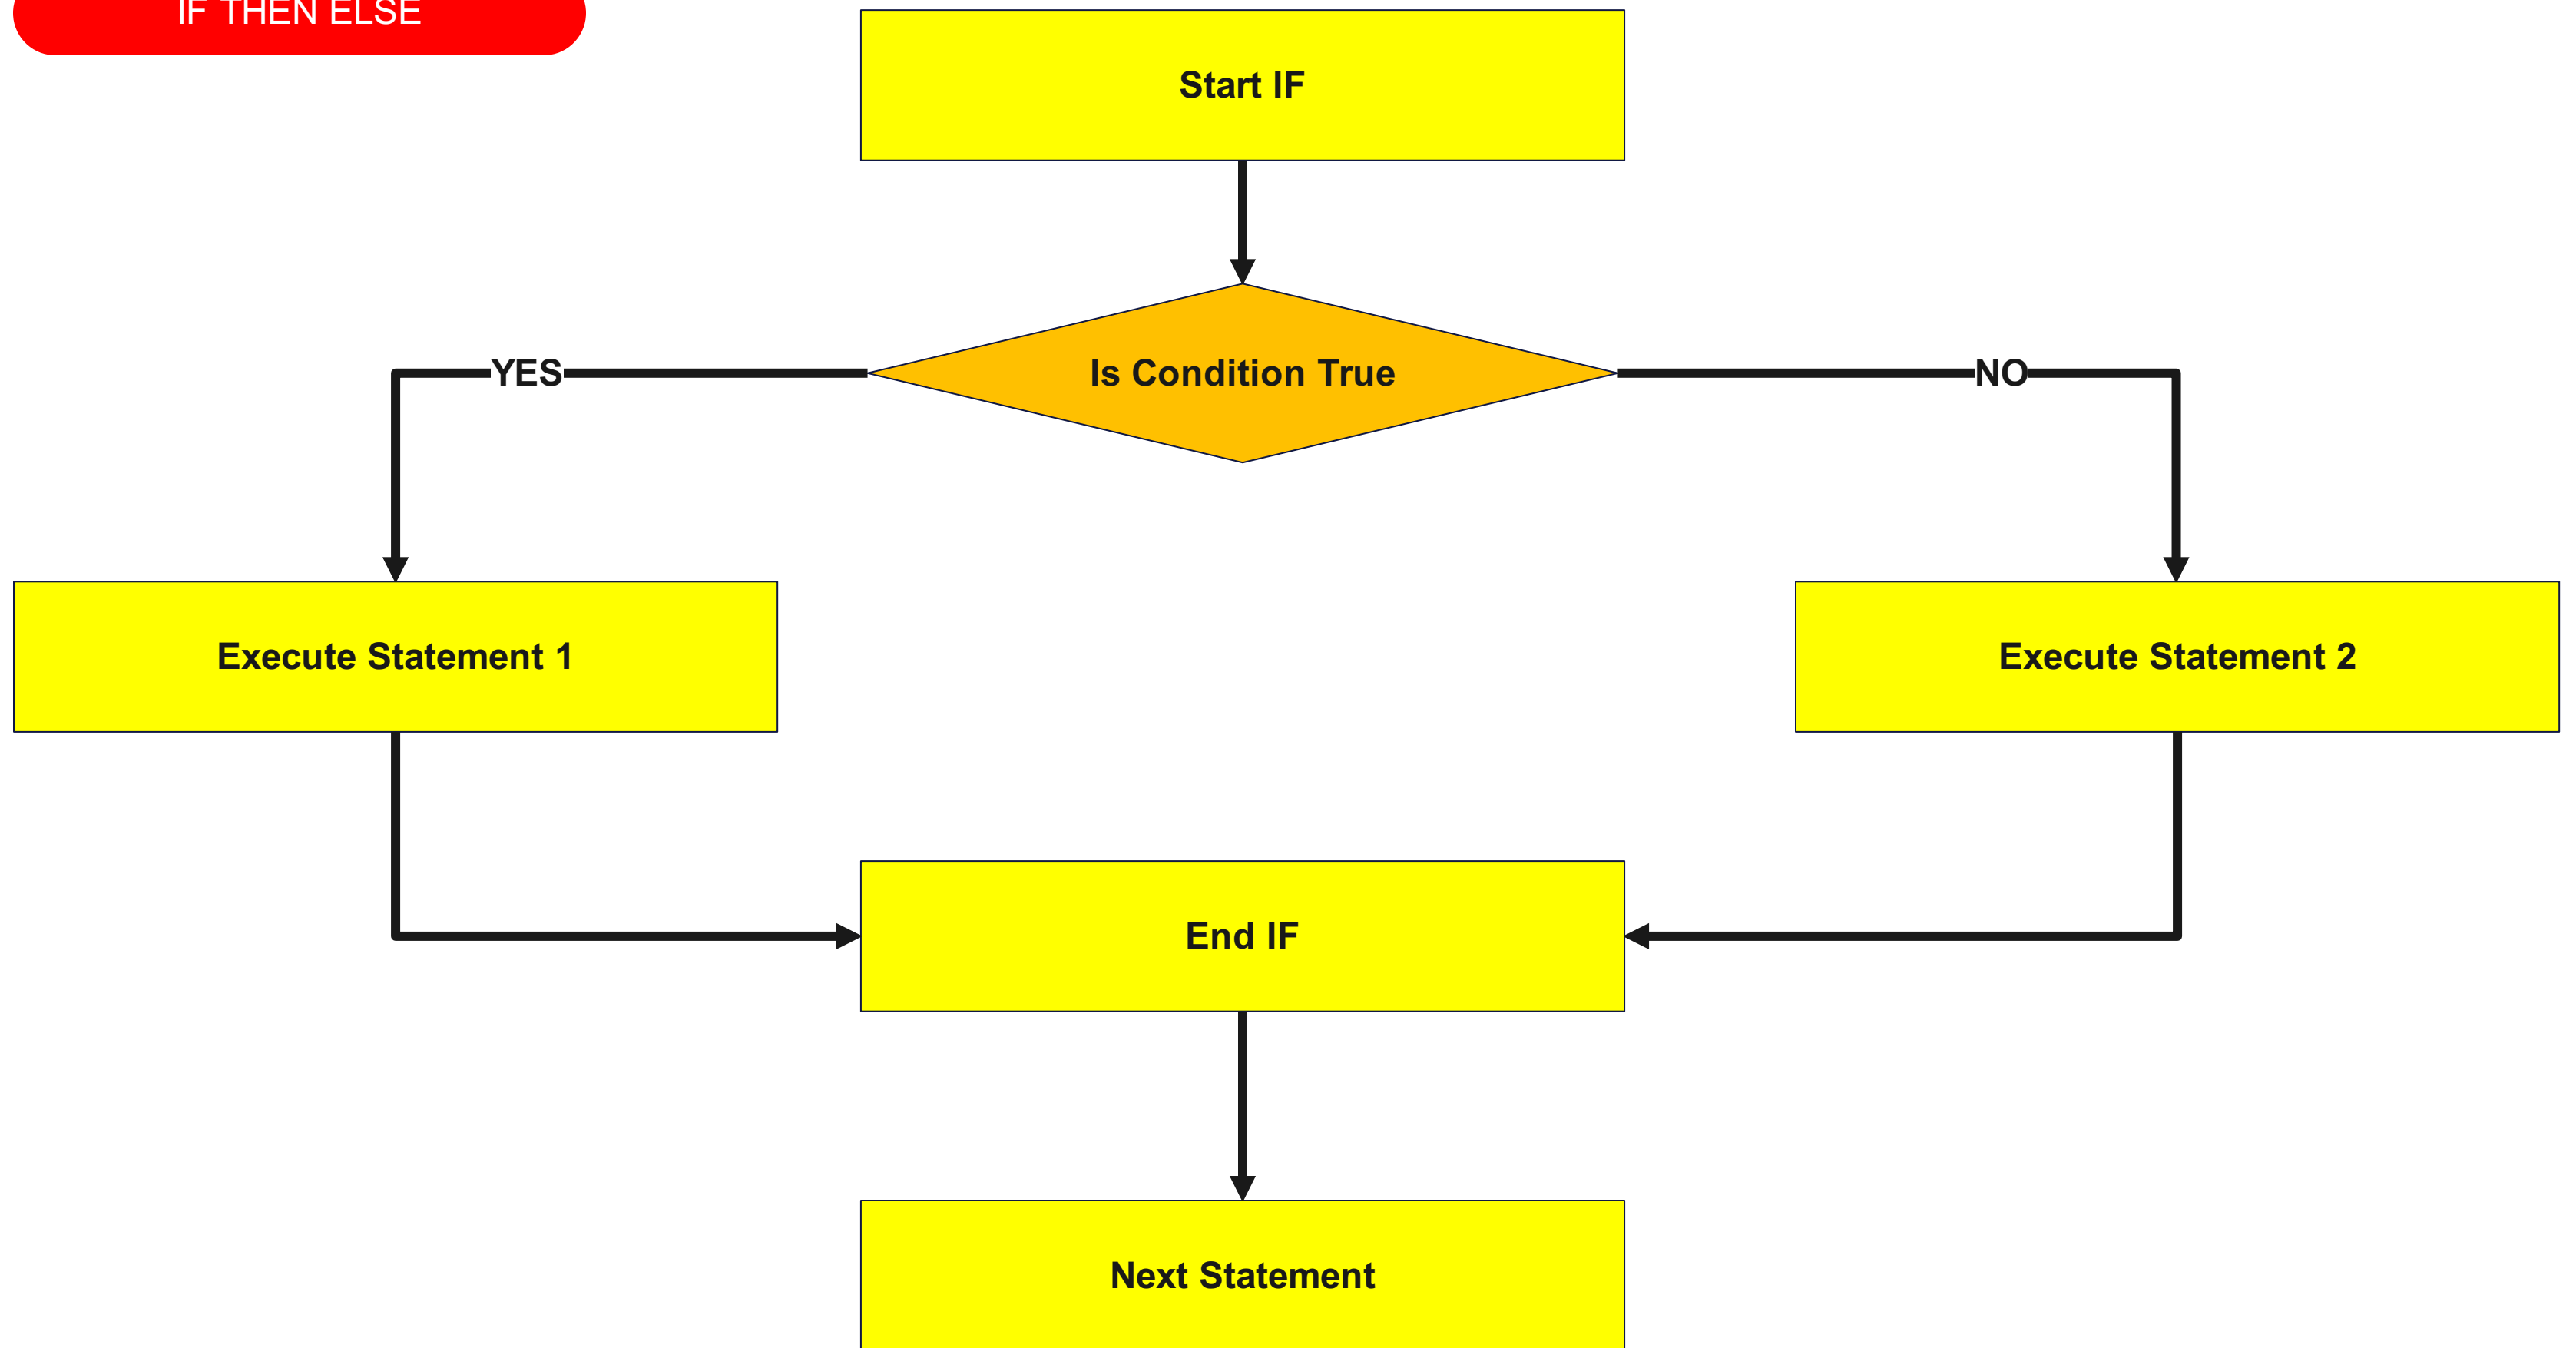 IF THEN ELSE
Start IF
Is Condition True
YES
NO
Execute Statement 1
Execute Statement 2
End IF
Next Statement